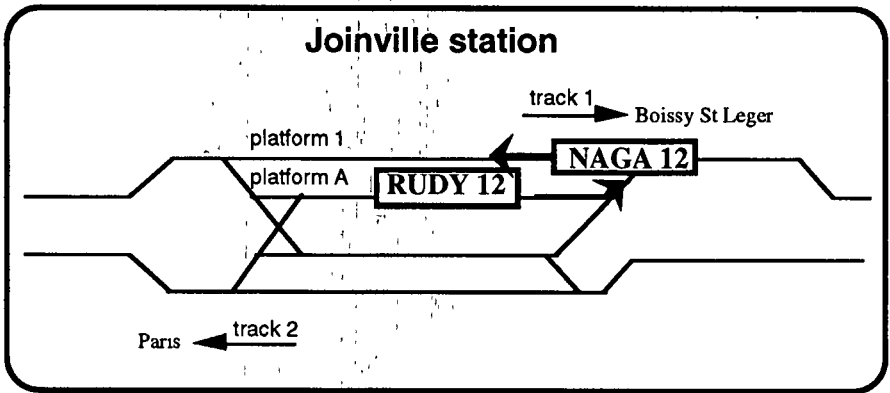 Joinville station
track 1
Boissy St Leger
platform 1
NAGA 12
platform A
RUDY 12
Paris
track 2